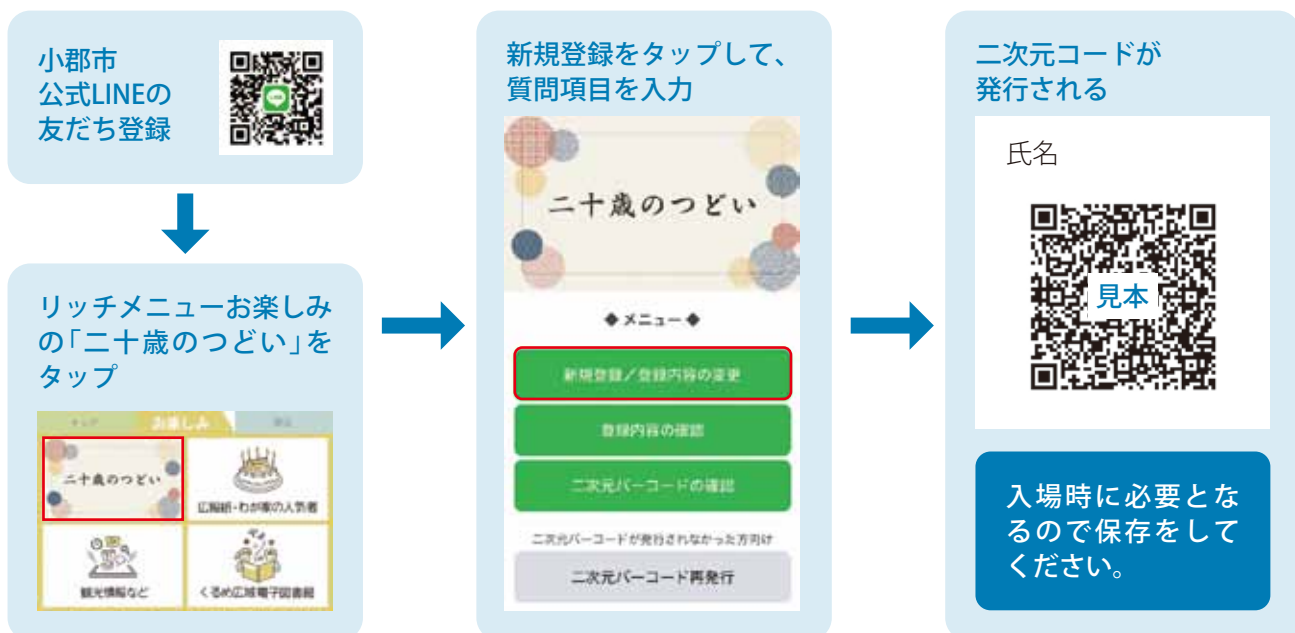 小郡市
公式LINEの
友だち登録
リッチメニューお楽しみ
の「二十歳のつどい」を
タップ
お楽しみ
二十歳のつどい
広報紙・わが家の人気者
観光情報など
くるめ広域電子図書館
新規登録をタップして、
質問項目を入力
二十歳のつどい
◆メニュー◆
新規登録／登録内容の変更
登録内容の確認
二次元バーコードの確認
二次元バーコードが発行されなかった方向け
二次元バーコード再発行
二次元コードが
発行される
氏名
見本
入場時に必要とな
るので保存をして
ください。